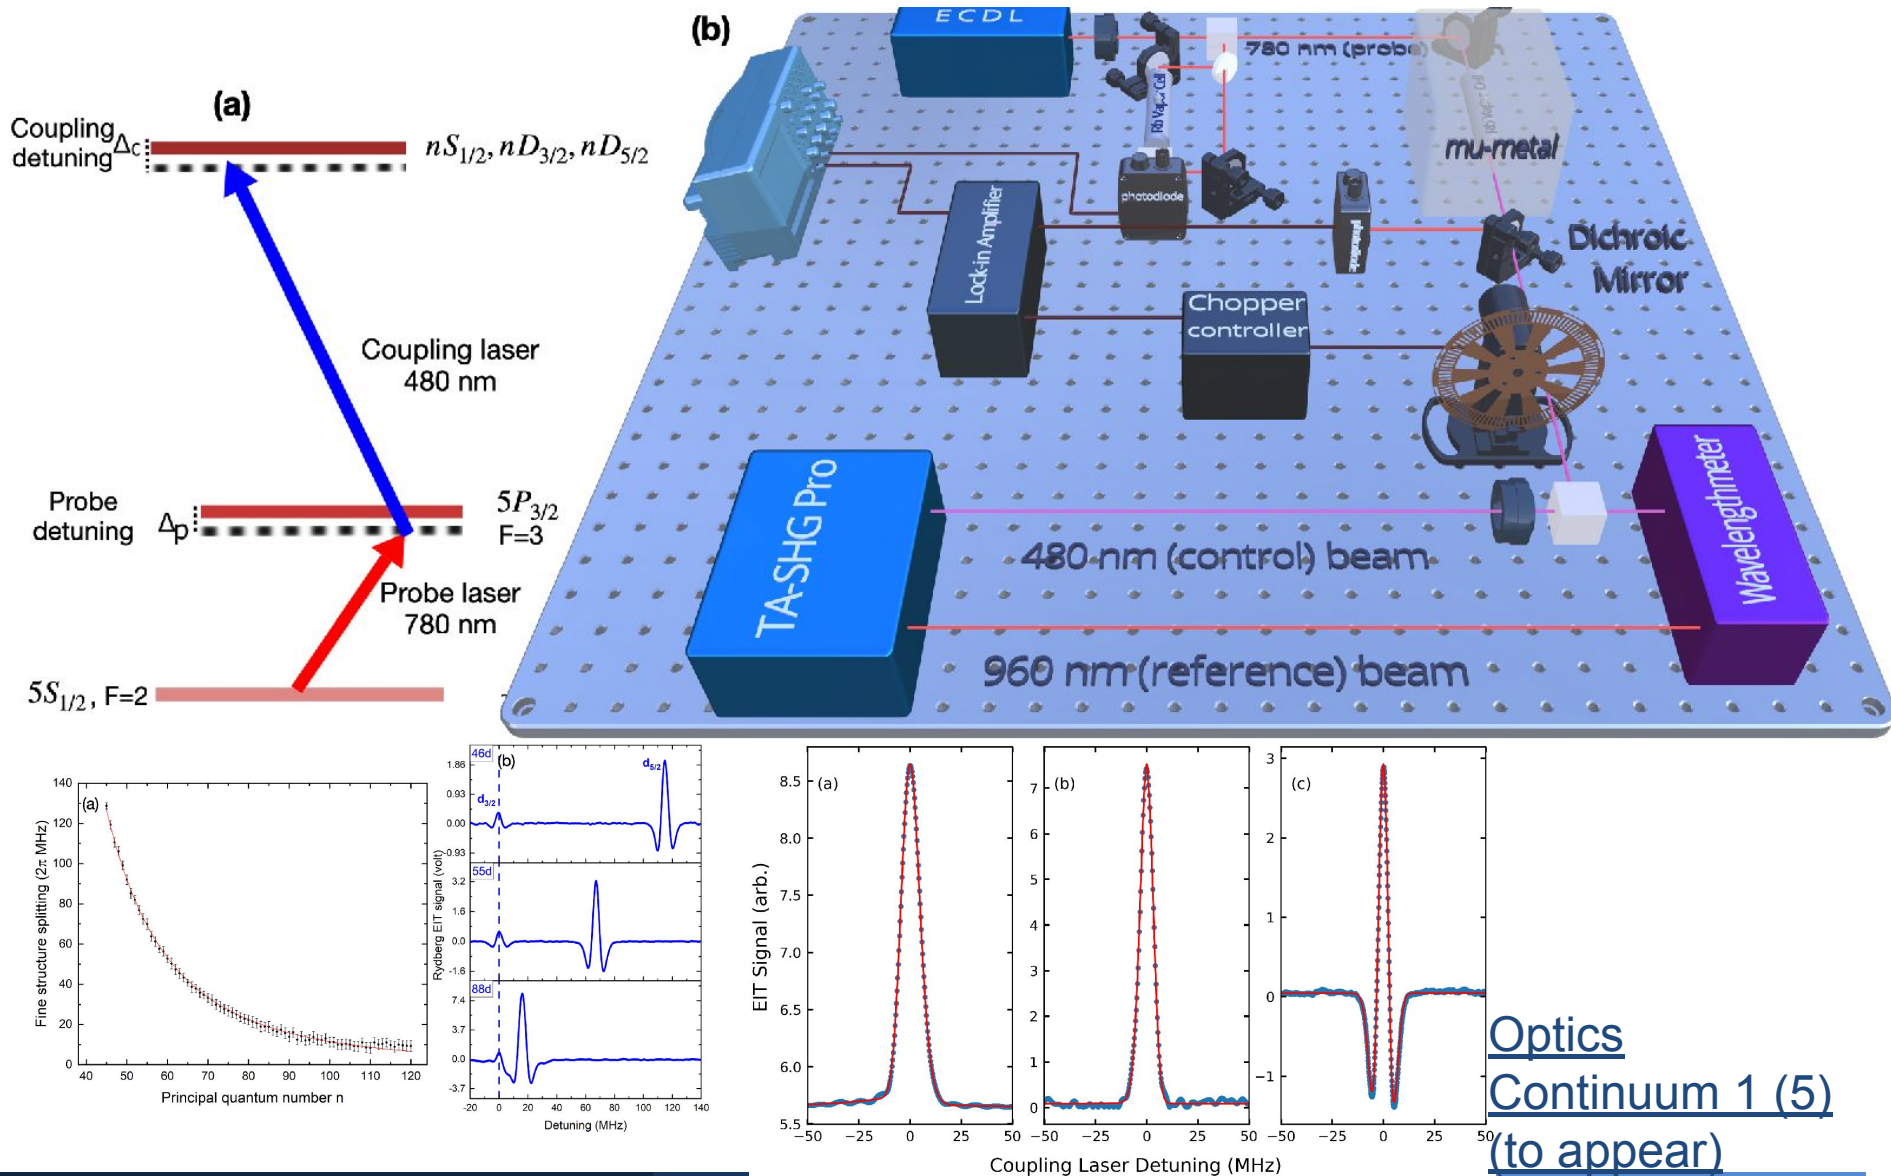 (a)
Coupling
detuning
Δc
nS1/2, nD3/2, nD5/2
Coupling laser
480 nm
Probe
detuning
Δp
5P3/2
F=3
Probe laser
780 nm
5S1/2, F=2
(b)
ECDL
780 nm (probe)
Rb Vapor Cell
mu-metal
photodiode
photodiode
Lock-in Amplifier
Dichroic
Mirror
Chopper
controller
TA-SHG Pro
480 nm (control) beam
960 nm (reference) beam
Wavelengthmeter
(a)
Fine structure splitting (2π MHz)
140
120
100
80
60
40
20
0
40 50 60 70 80 90 100 110 120
Principal quantum number n
(b)
Rydberg EIT signal (volt)
46d
d3/2
d5/2
1.86
0.93
0.00
-0.93
55d
3.2
1.6
0.0
-1.6
88d
7.4
3.7
0.0
-3.7
-20 0 20 40 60 80 100 120 140
Detuning (MHz)
EIT Signal (arb.)
(a)
8.5
8.0
7.5
7.0
6.5
6.0
5.5
−50 −25 0 25 50
(b)
7
6
5
4
3
2
1
0
−50 −25 0 25 50
(c)
3
2
1
0
−1
−50 −25 0 25 50
Coupling Laser Detuning (MHz)
Optics
Continuum 1 (5)
(to appear)